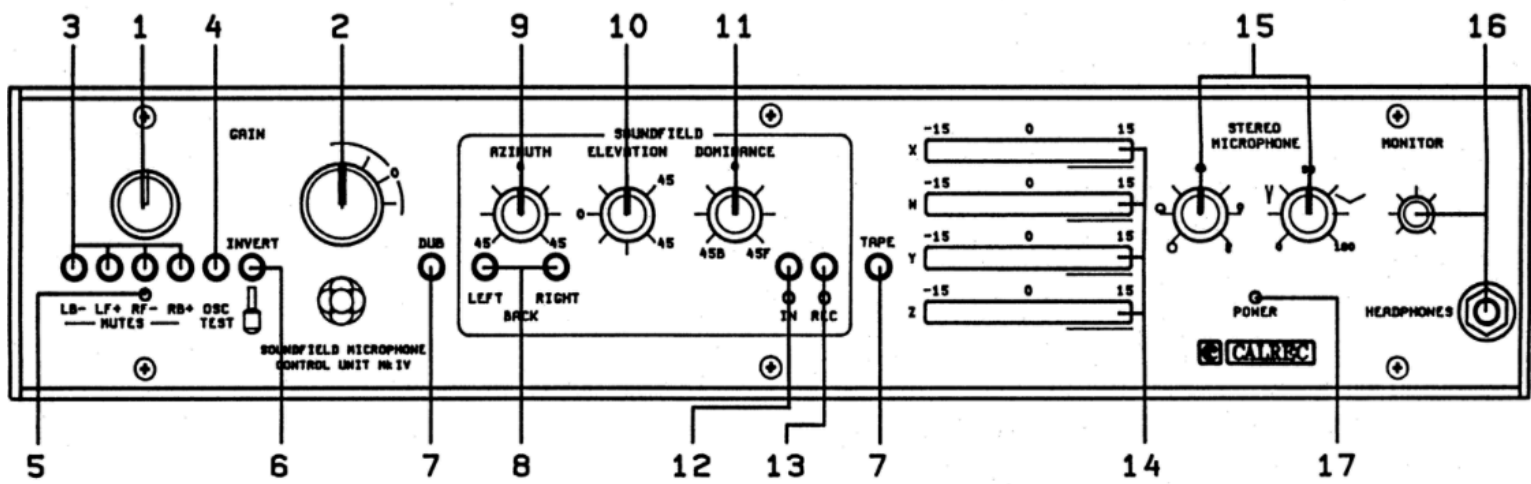 3 1 4 2 9 10 11 15 16
GAIN
SOUNDFIELD
AZIMUTH ELEVATION DOMINANCE
0
45
0
45 45
45
45B 45F
INVERT
DUB
TAPE
LB- LF+ RF- RB+ OSC
MUTES TEST
LEFT RIGHT
BACK
IN REC
SOUNDFIELD MICROPHONE
CONTROL UNIT Mk IV
-15 0 15
X
-15 0 15
W
-15 0 15
Y
-15 0 15
Z
STEREO
MICROPHONE
90
0 180
MONITOR
POWER
HEADPHONES
CALREC
5 6 7 8 12 13 7 14 17